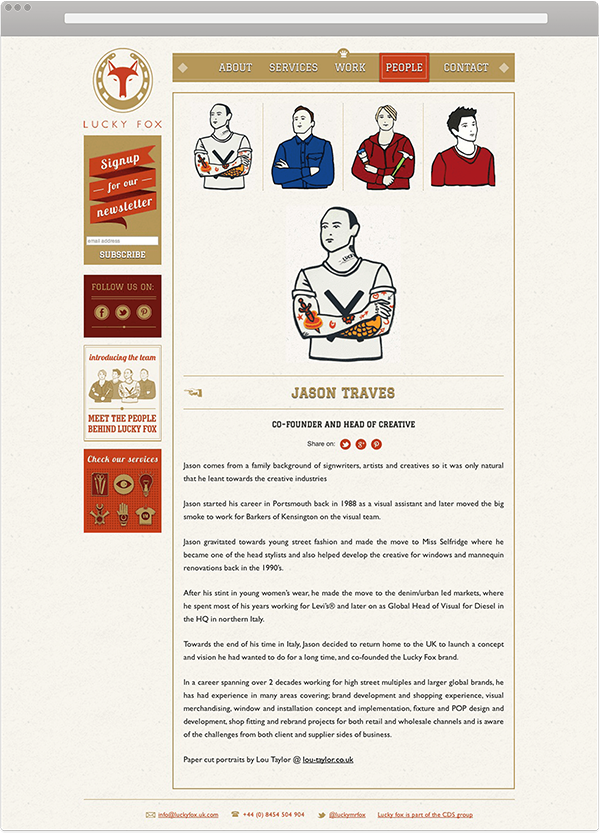 ABOUT SERVICES WORK PEOPLE CONTACT
LUCKY FOX
Signup
for our
newsletter
email address
SUBSCRIBE
FOLLOW US ON:
introducing the team
MEET THE PEOPLE
BEHIND LUCKY FOX
Check our services
JASON TRAVES
CO-FOUNDER AND HEAD OF CREATIVE
Share on:
Jason comes from a family background of signwriters, artists and creatives so it was only natural
that he leant towards the creative industries
Jason started his career in Portsmouth back in 1988 as a visual assistant and later moved the big
smoke to work for Barkers of Kensington on the visual team.
Jason gravitated towards young street fashion and made the move to Miss Selfridge where he
became one of the head stylists and also helped develop the creative for windows and mannequin
renovations back in the 1990's.
After his stint in young women's wear, he made the move to the denim/urban led markets, where
he spent most of his years working for Levi's® and later on as Global Head of Visual for Diesel in
the HQ in northern Italy.
Towards the end of his time in Italy, Jason decided to return home to the UK to launch a concept
and vision he had wanted to do for a long time, and co-founded the Lucky Fox brand.
In a career spanning over 2 decades working for high street multiples and larger global brands, he
has had experience in many areas covering; brand development and shopping experience, visual
merchandising, window and installation concept and implementation, fixture and POP design and
development, shop fitting and rebrand projects for both retail and wholesale channels and is aware
of the challenges from both client and supplier sides of business.
Paper cut portraits by Lou Taylor @ lou-taylor.co.uk
info@luckyfox.uk.com +44 (0) 8454 504 904 @luckymrfox Lucky fox is part of the CDS group